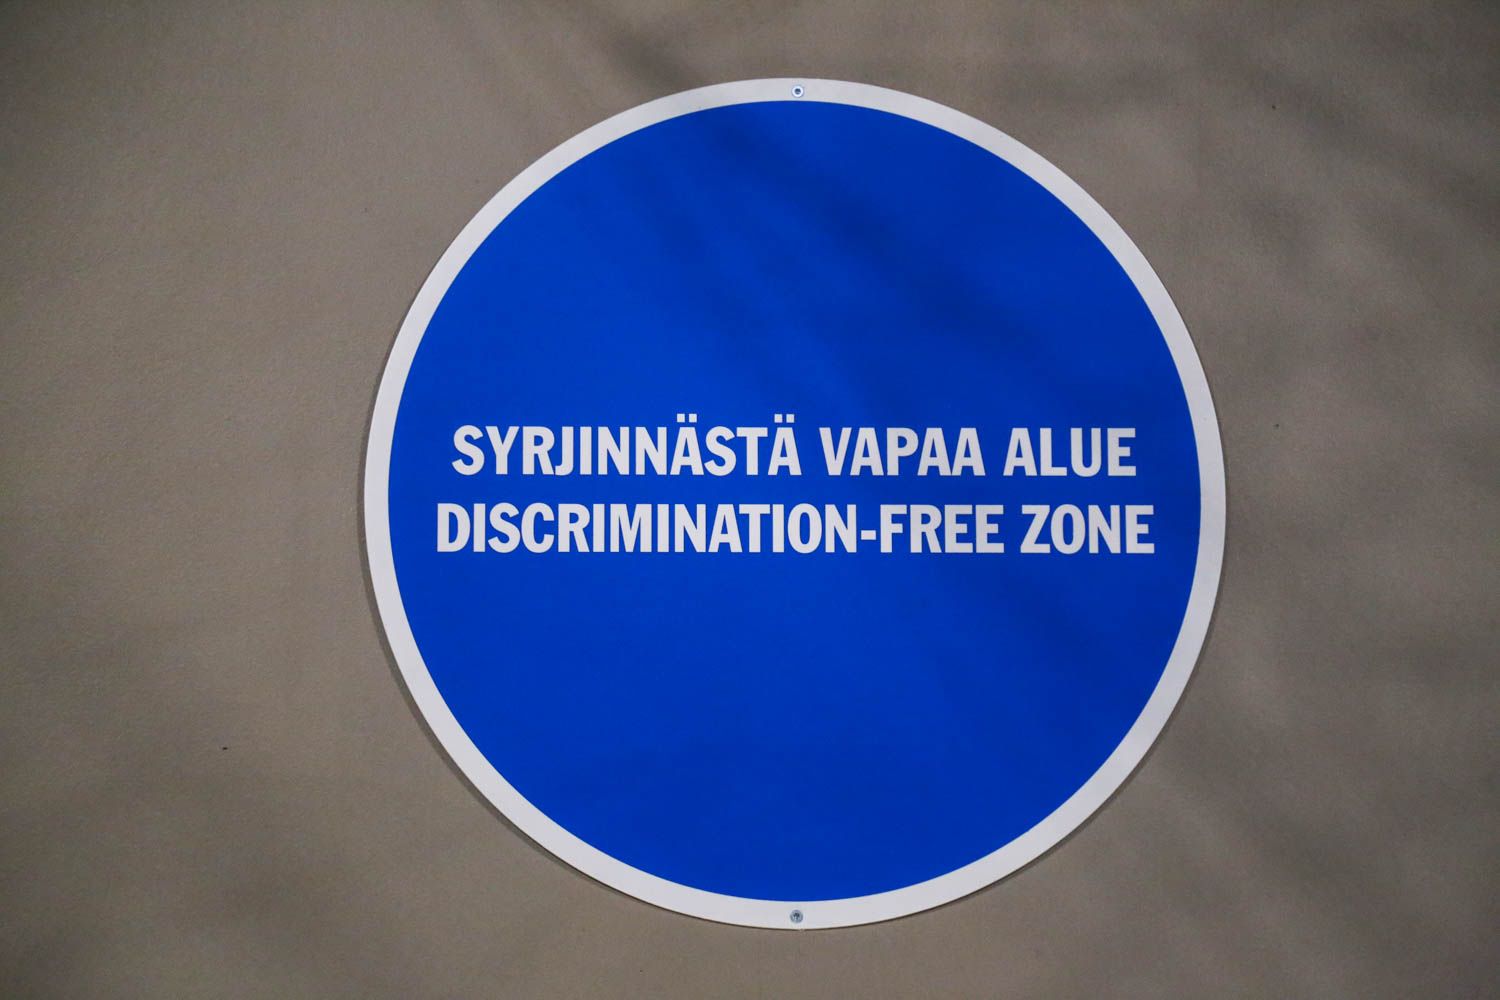 SYRJINNÄSTÄ VAPAA ALUE
DISCRIMINATION-FREE ZONE